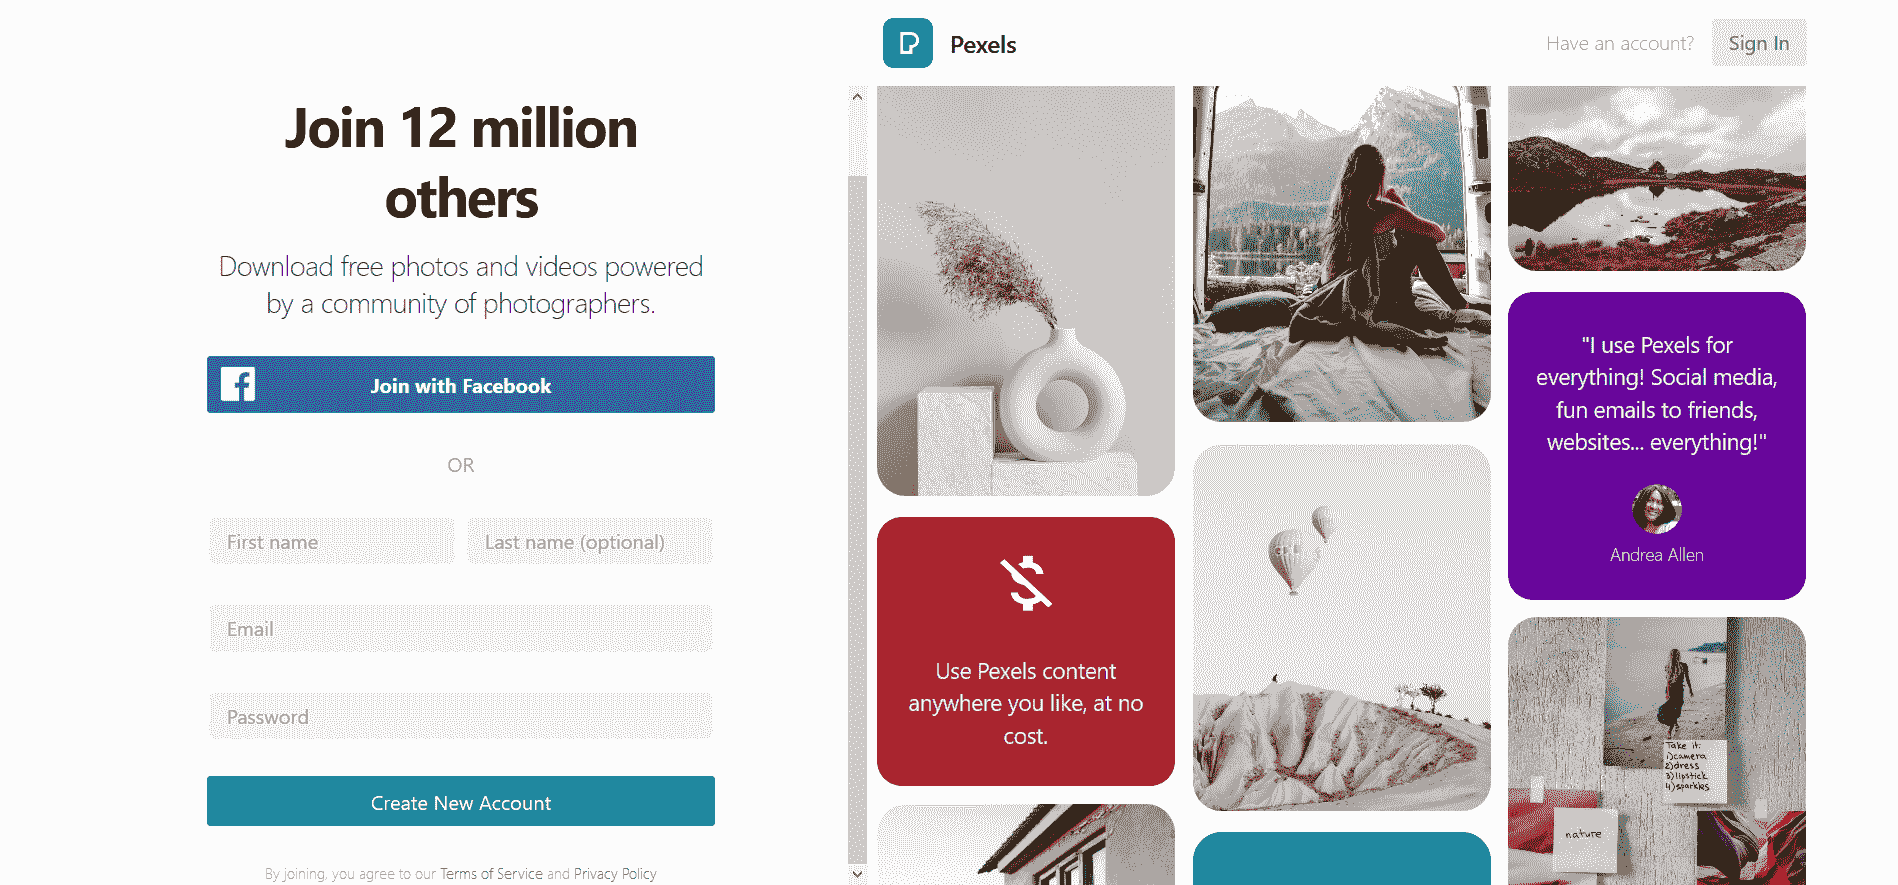 Pexels
Have an account?
Sign In
Join 12 million
others
Download free photos and videos powered
by a community of photographers.
Join with Facebook
OR
First name
Last name (optional)
Email
Password
Create New Account
By joining, you agree to our Terms of Service and Privacy Policy
Use Pexels content
anywhere you like, at no
cost.
"I use Pexels for
everything! Social media,
fun emails to friends,
websites... everything!"
Andrea Allen
Take it:
1)camera
2)dress
3)lipstick
4)sparkles
nature